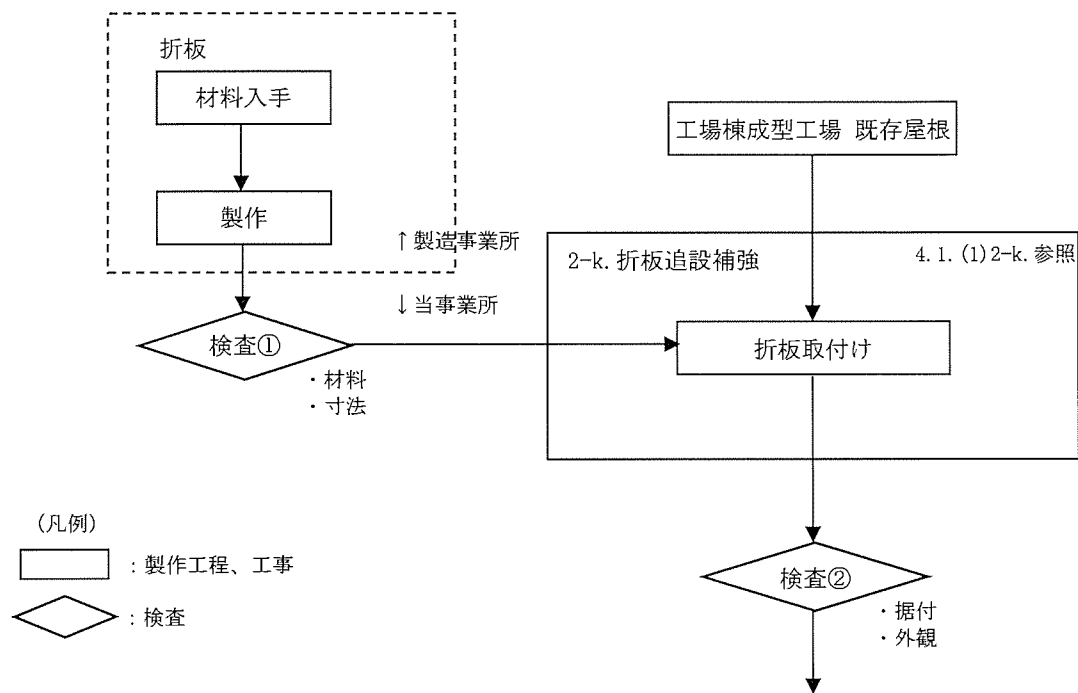 折板
材料入手
製作
↑製造事業所
↓当事業所
検査①
・材料
・寸法
工場棟成型工場 既存屋根
2-k.折板追設補強
4.1.(1)2-k.参照
折板取付け
検査②
・据付
・外観
(凡例)
:製作工程、工事
:検査